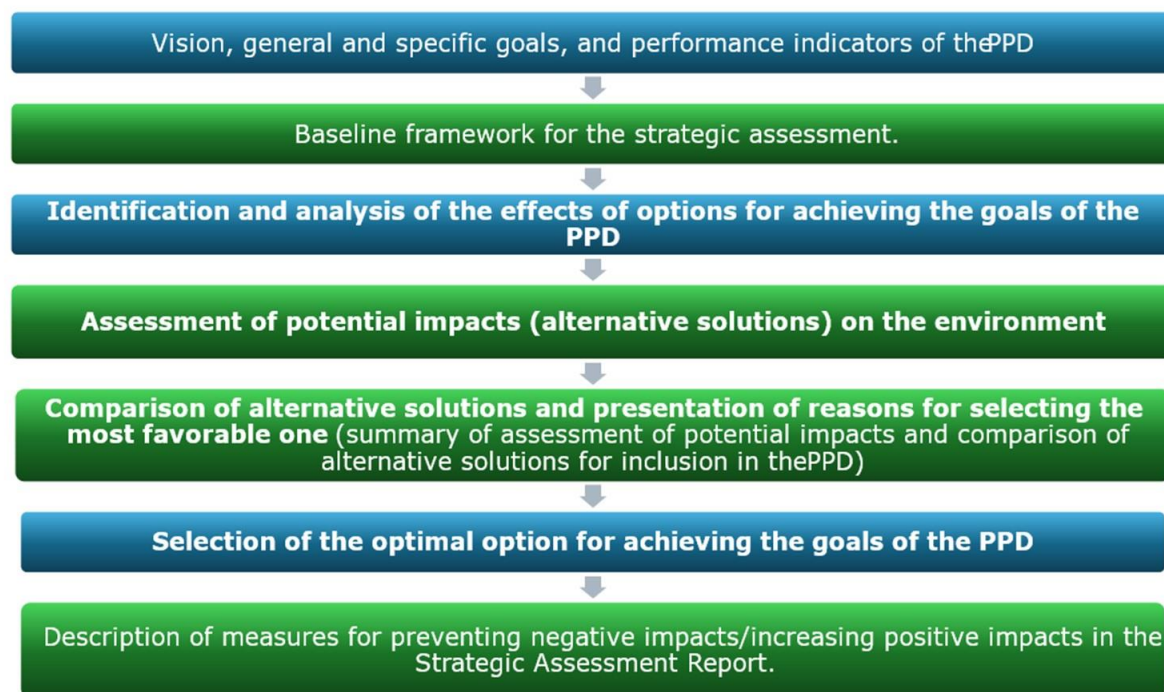 Vision, general and specific goals, and performance indicators of thePPD
Baseline framework for the strategic assessment.
Identification and analysis of the effects of options for achieving the goals of the
PPD
Assessment of potential impacts (alternative solutions) on the environment
Comparison of alternative solutions and presentation of reasons for selecting the
most favorable one (summary of assessment of potential impacts and comparison of
alternative solutions for inclusion in thePPD)
Selection of the optimal option for achieving the goals of the PPD
Description of measures for preventing negative impacts/increasing positive impacts in the
Strategic Assessment Report.